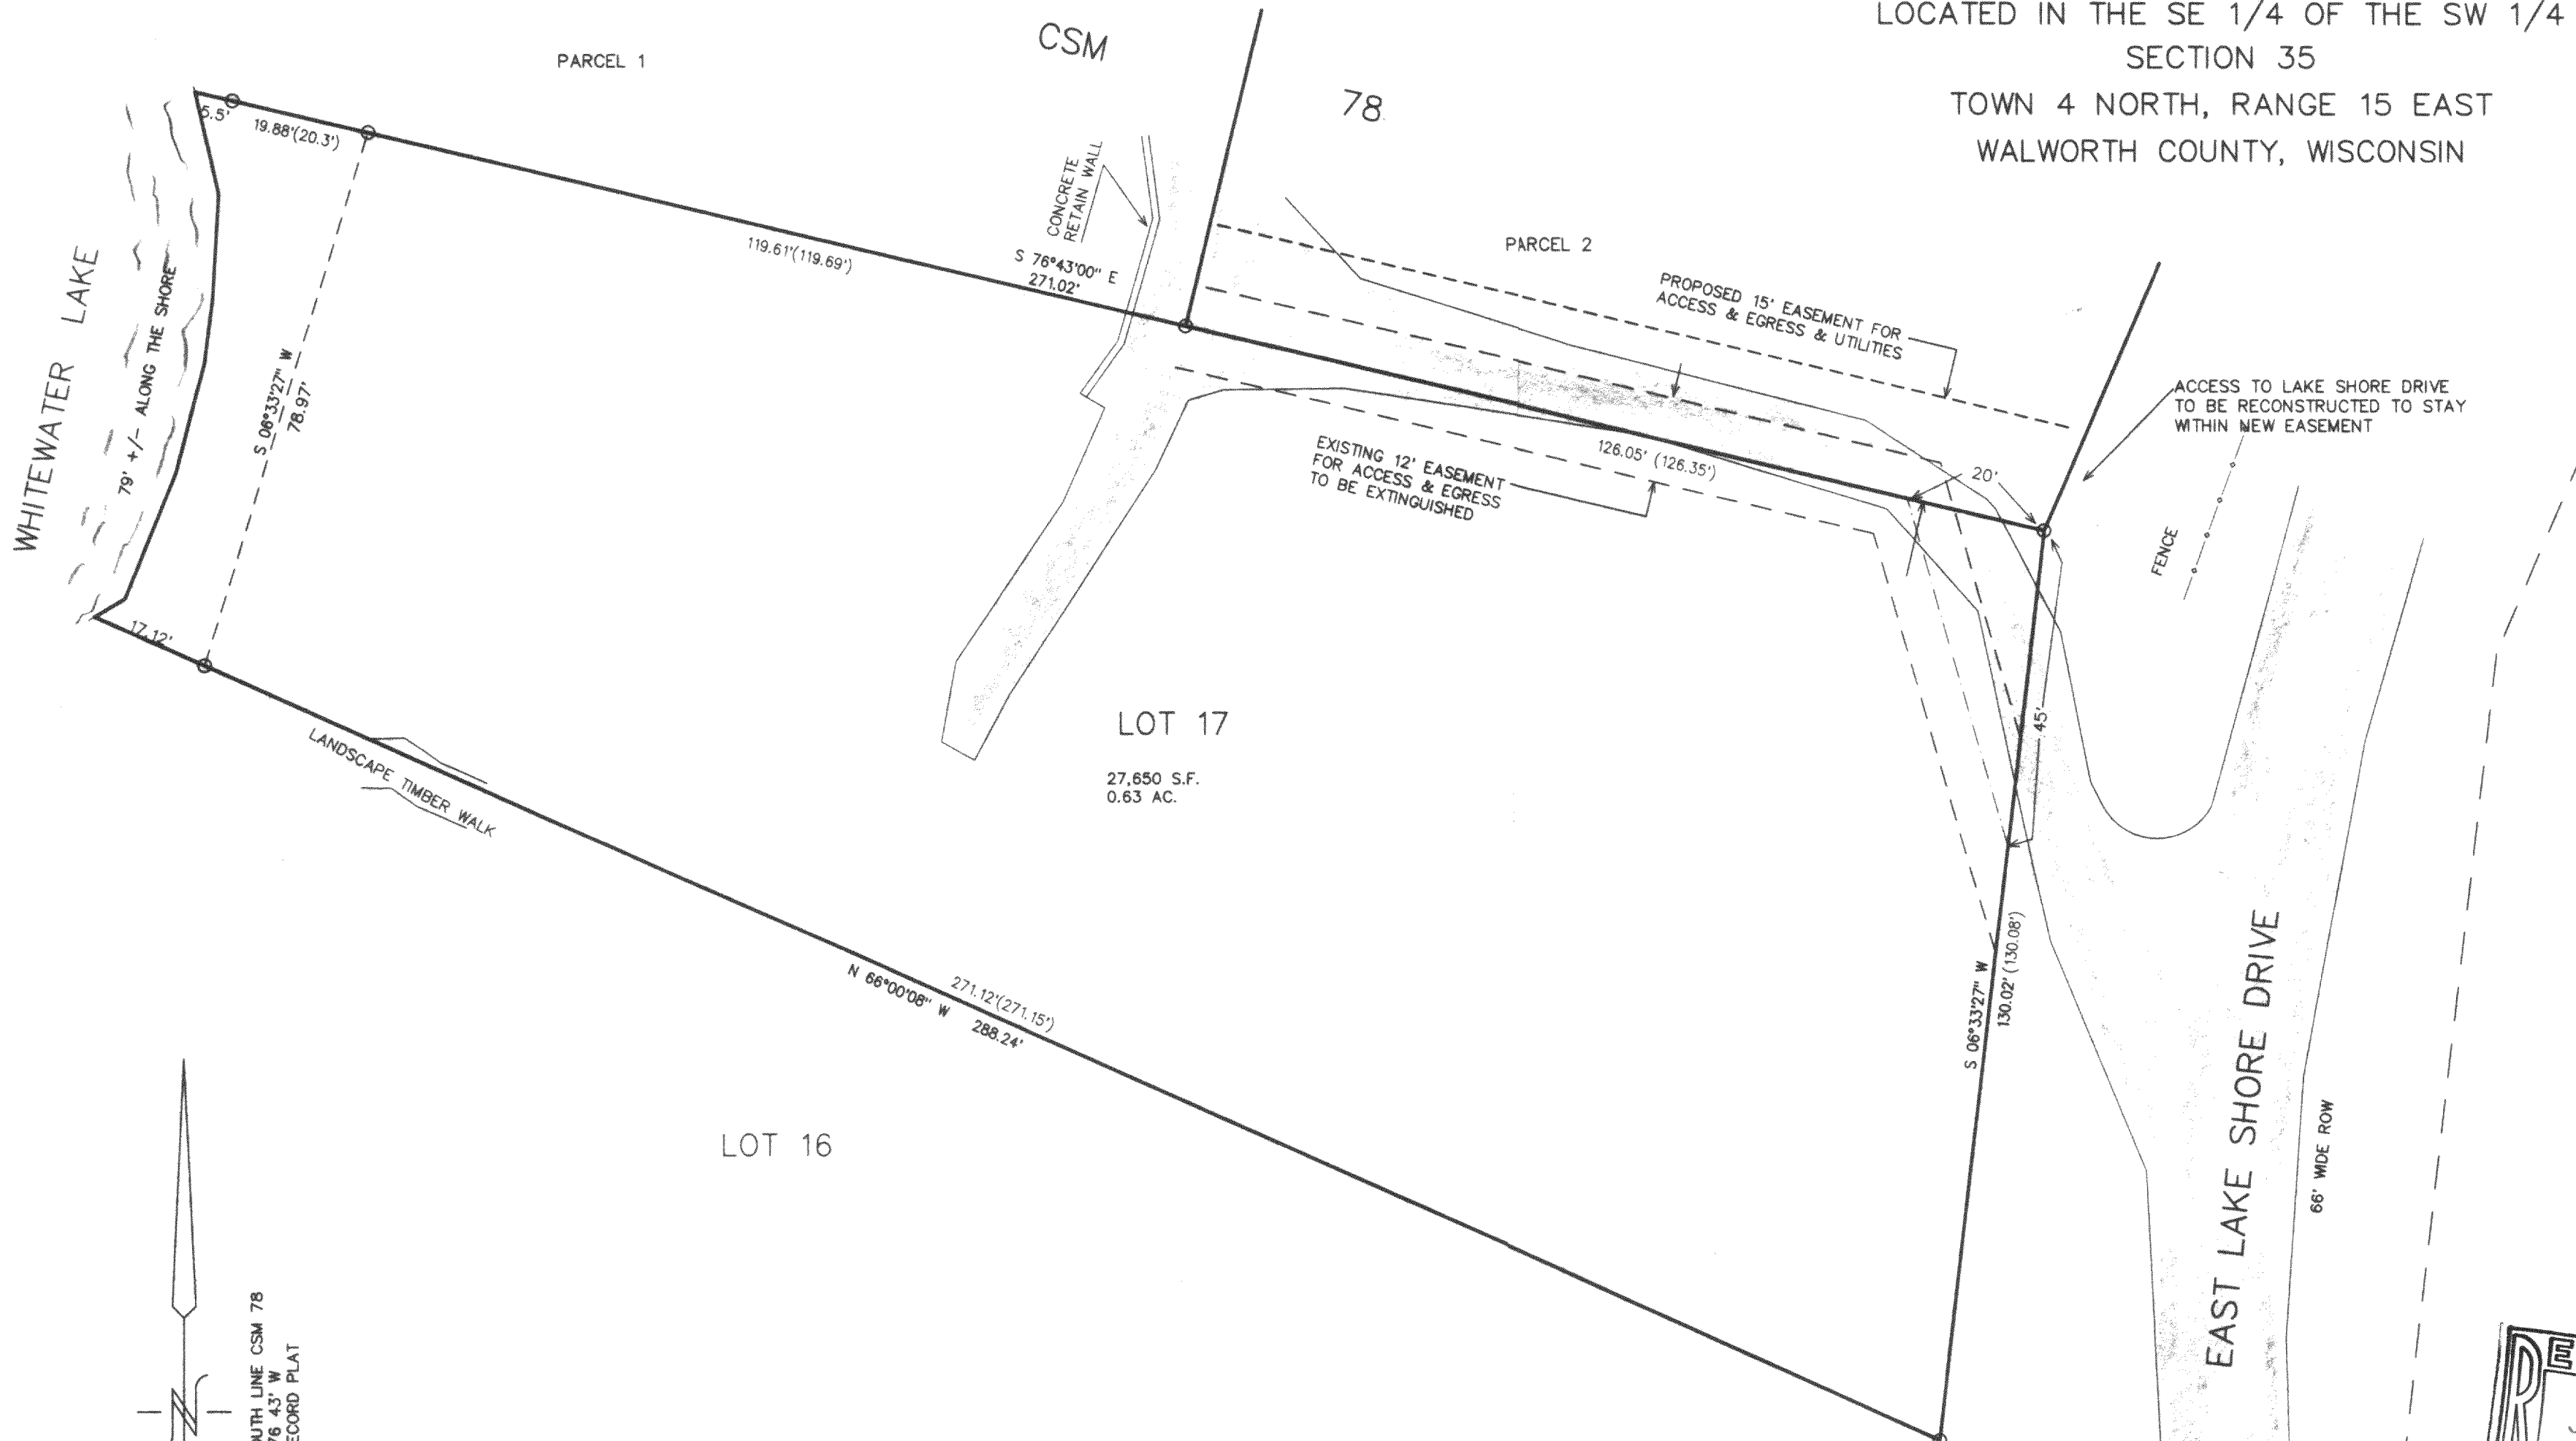 LOCATED IN THE SE 1/4 OF THE SW 1/4
SECTION 35
TOWN 4 NORTH, RANGE 15 EAST
WALWORTH COUNTY, WISCONSIN
CSM
78
PARCEL 1
5.5'
19.88'(20.3')
CONCRETE
RETAIN WALL
119.61'(119.69')
S 76°43'00" E
271.02'
PARCEL 2
PROPOSED 15' EASEMENT FOR
ACCESS & EGRESS & UTILITIES
ACCESS TO LAKE SHORE DRIVE
TO BE RECONSTRUCTED TO STAY
WITHIN NEW EASEMENT
WHITEWATER LAKE
79' +/- ALONG THE SHORE
S 06°33'27" W
78.97'
EXISTING 12' EASEMENT
FOR ACCESS & EGRESS
TO BE EXTINGUISHED
126.05' (126.35')
20'
FENCE
17.12'
LANDSCAPE TIMBER WALK
LOT 17
27,650 S.F.
0.63 AC.
45'
S 06°33'27" W
130.02' (130.08')
271.12'(271.15')
N 66°00'08" W 288.24'
LOT 16
EAST LAKE SHORE DRIVE
66' WIDE ROW
N
OUTH LINE CSM 78
76 43' W
ECORD PLAT
RE